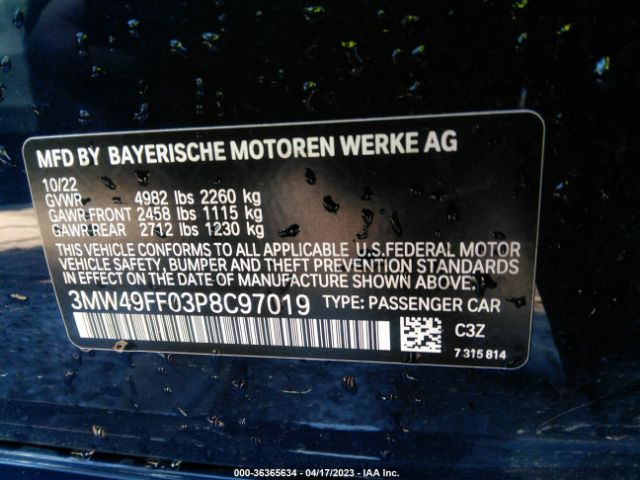 MFD BY BAYERISCHE MOTOREN WERKE AG
10/22
GVWR 4982 lbs 2260 kg
GAWR FRONT 2458 lbs 1115 kg
GAWR REAR 2712 lbs 1230 kg
THIS VEHICLE CONFORMS TO ALL APPLICABLE U.S.FEDERAL MOTOR
VEHICLE SAFETY, BUMPER AND THEFT PREVENTION STANDARDS
IN EFFECT ON THE DATE OF MANUFACTURE SHOWN ABOVE.
3MW49FF03P8C97019 TYPE: PASSENGER CAR
C3Z
7 315 814
000-36365634 - 04/17/2023 - IAA Inc.